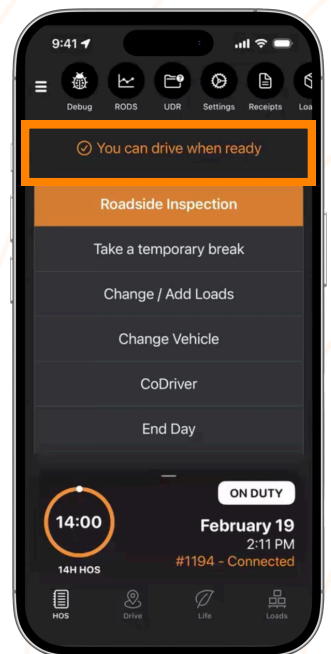 9:41
Debug
RODS
UDR
Settings
Receipts
Loa
You can drive when ready
Roadside Inspection
Take a temporary break
Change / Add Loads
Change Vehicle
CoDriver
End Day
ON DUTY
14:00
February 19
2:11 PM
#1194 - Connected
14H HOS
HOS
Drive
Life
Loads